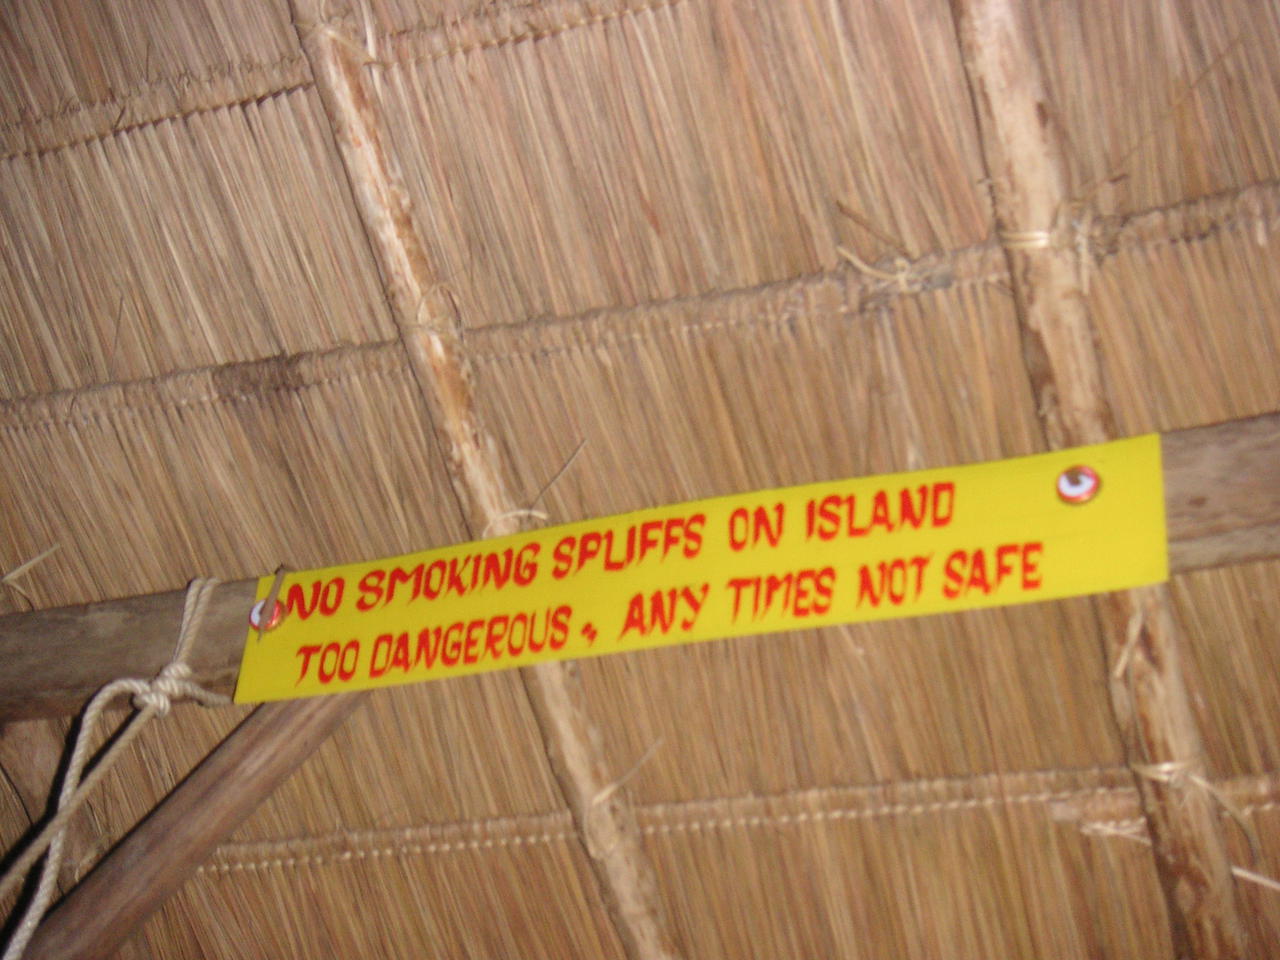 NO SMOKING SPLIFFS ON ISLAND
TOO DANGEROUS, ANY TIMES NOT SAFE